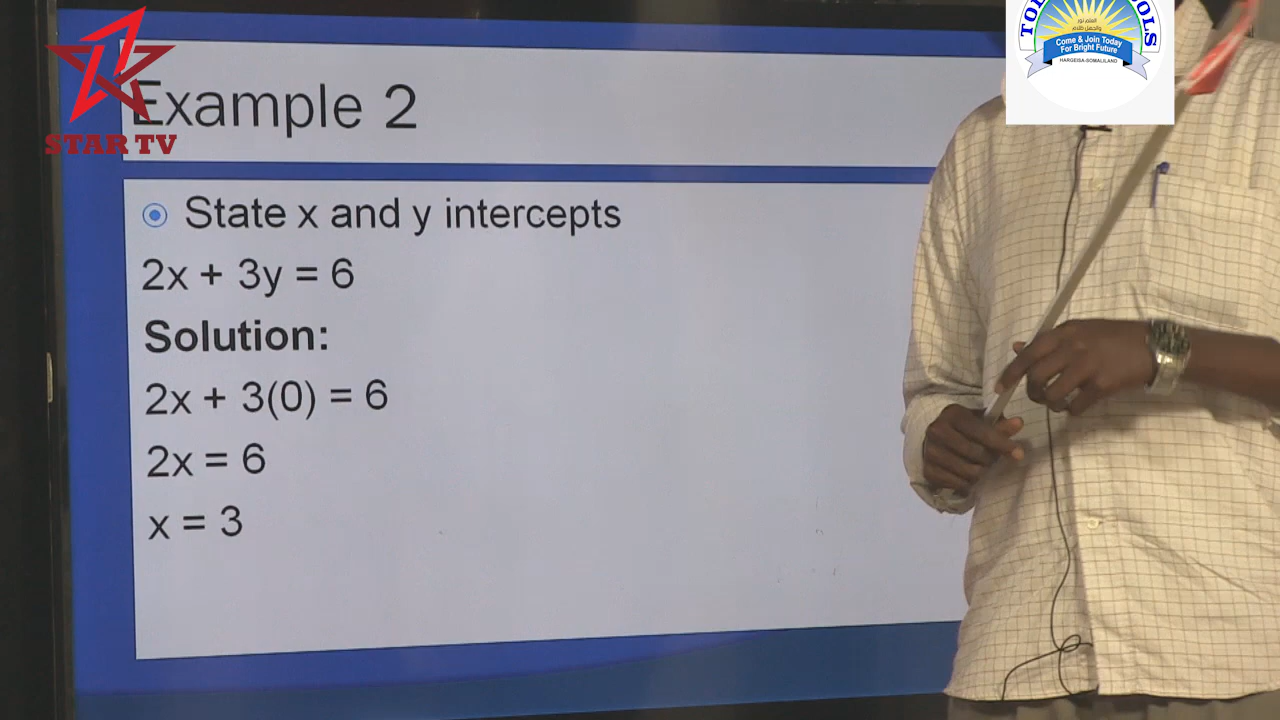 STAR TV
Example 2
State x and y intercepts
2x + 3y = 6
Solution:
2x + 3(0) = 6
2x = 6
x = 3
Come & Join Today
For Bright Future
HARGEISA-SOMALILAND